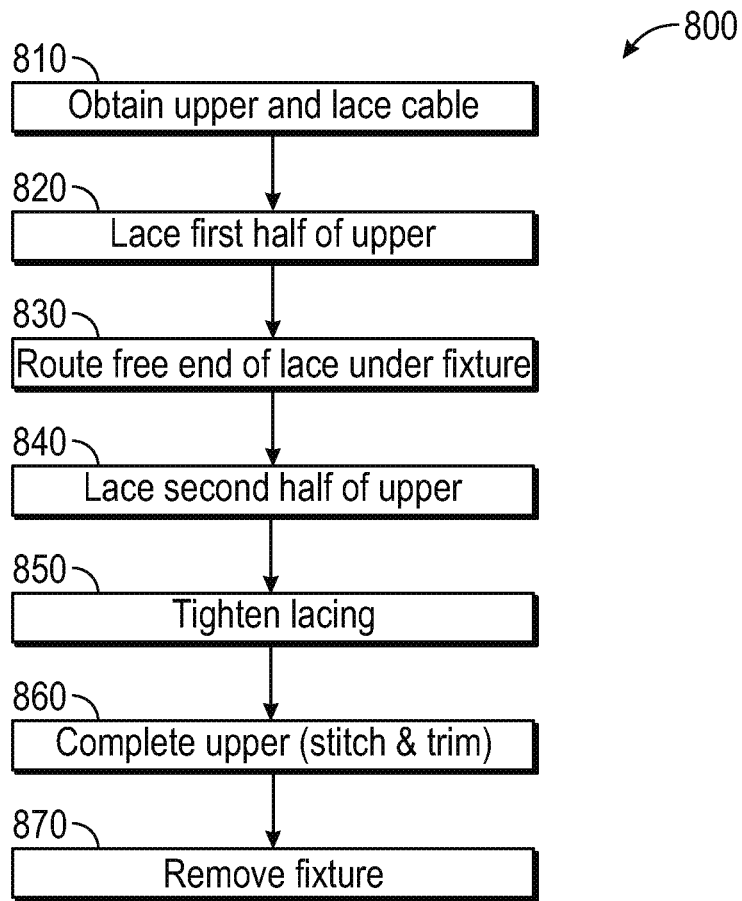 800
810
Obtain upper and lace cable
820
Lace first half of upper
830
Route free end of lace under fixture
840
Lace second half of upper
850
Tighten lacing
860
Complete upper (stitch & trim)
870
Remove fixture